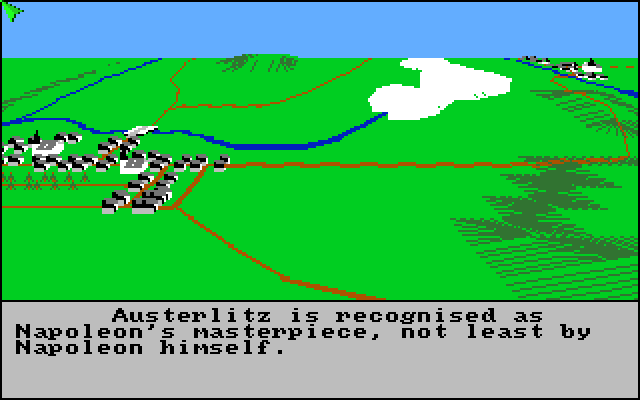 Austerlitz is recognised as
Napoleon's masterpiece, not least by
Napoleon himself.